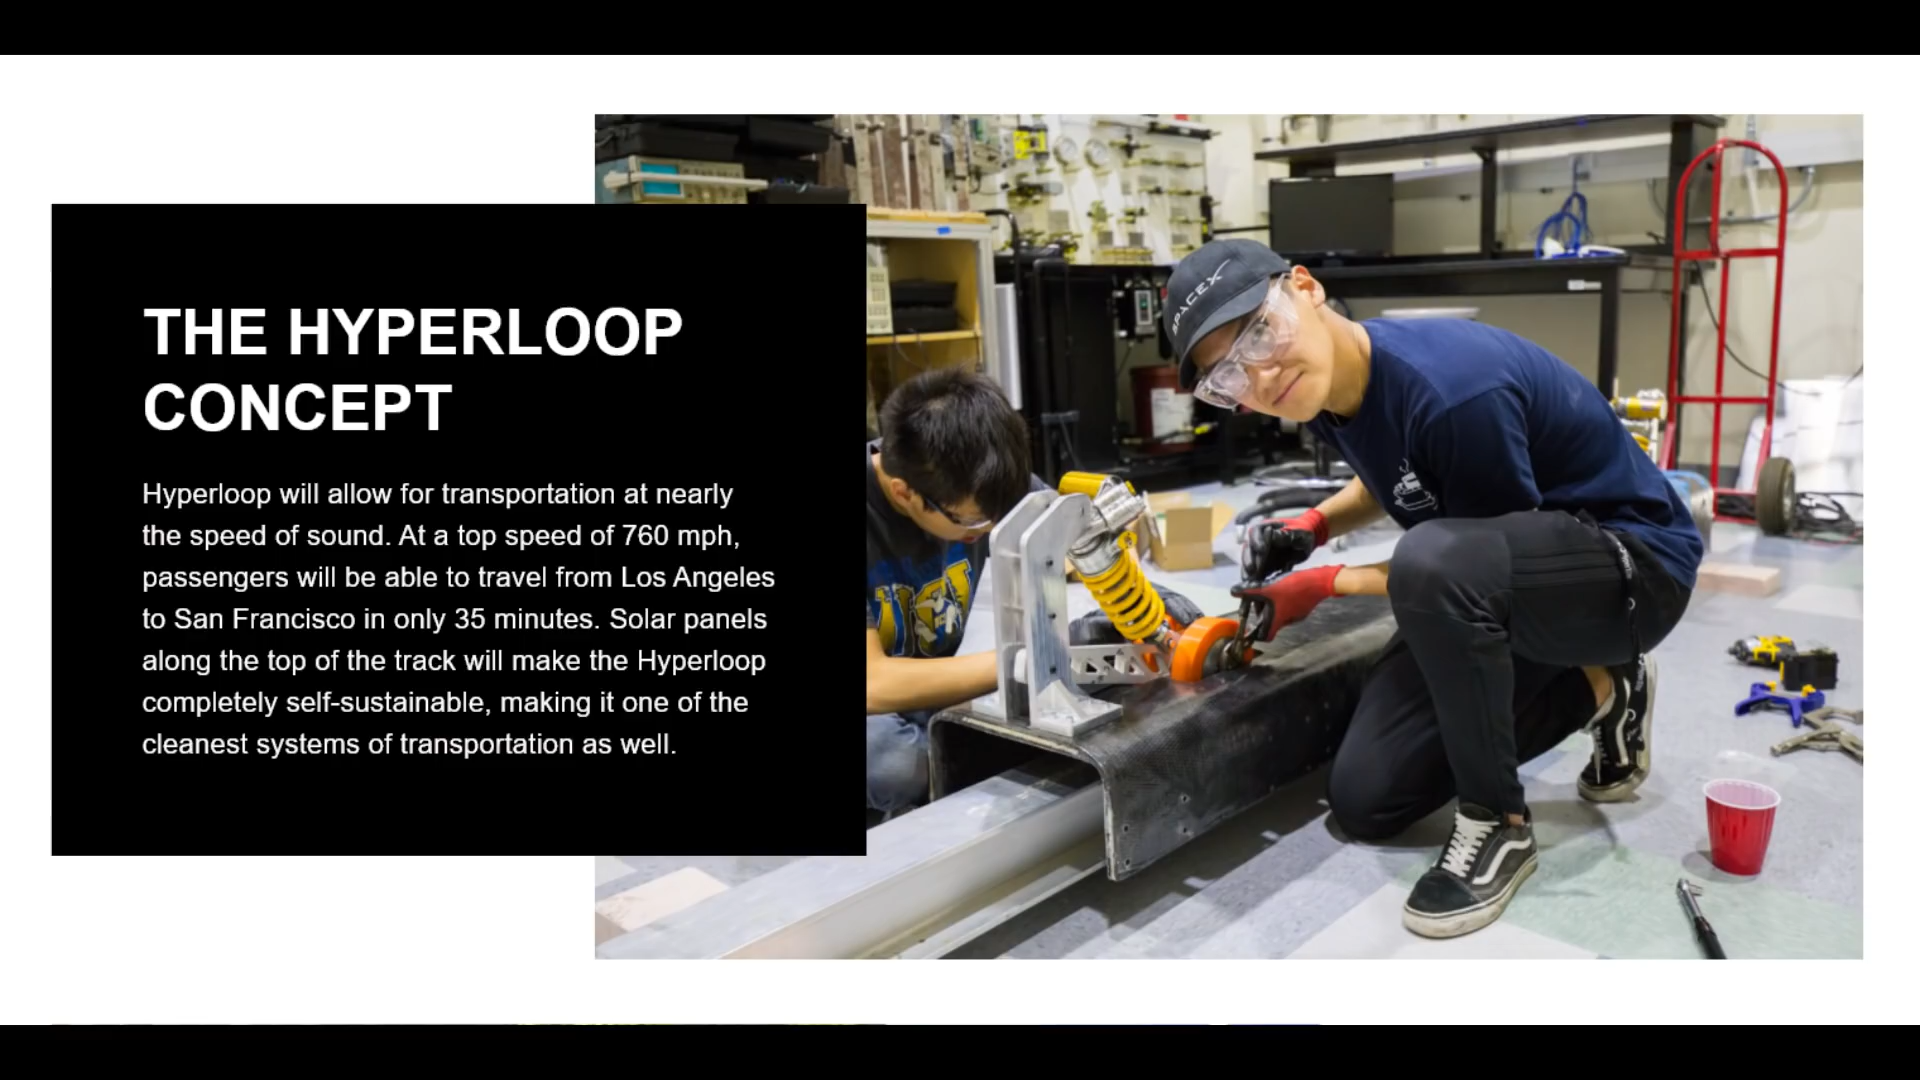 THE HYPERLOOP
CONCEPT
Hyperloop will allow for transportation at nearly
the speed of sound. At a top speed of 760 mph,
passengers will be able to travel from Los Angeles
to San Francisco in only 35 minutes. Solar panels
along the top of the track will make the Hyperloop
completely self-sustainable, making it one of the
cleanest systems of transportation as well.
SPACEX